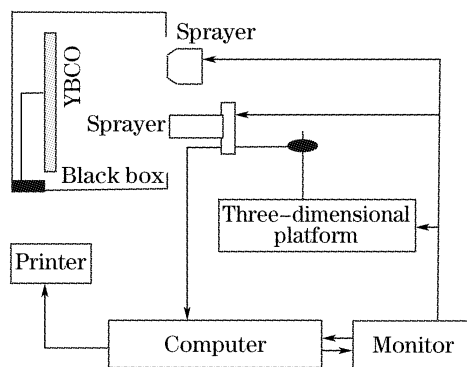 Sprayer
YBCO
Sprayer
Black box
Three-dimensional
platform
Printer
Computer
Monitor